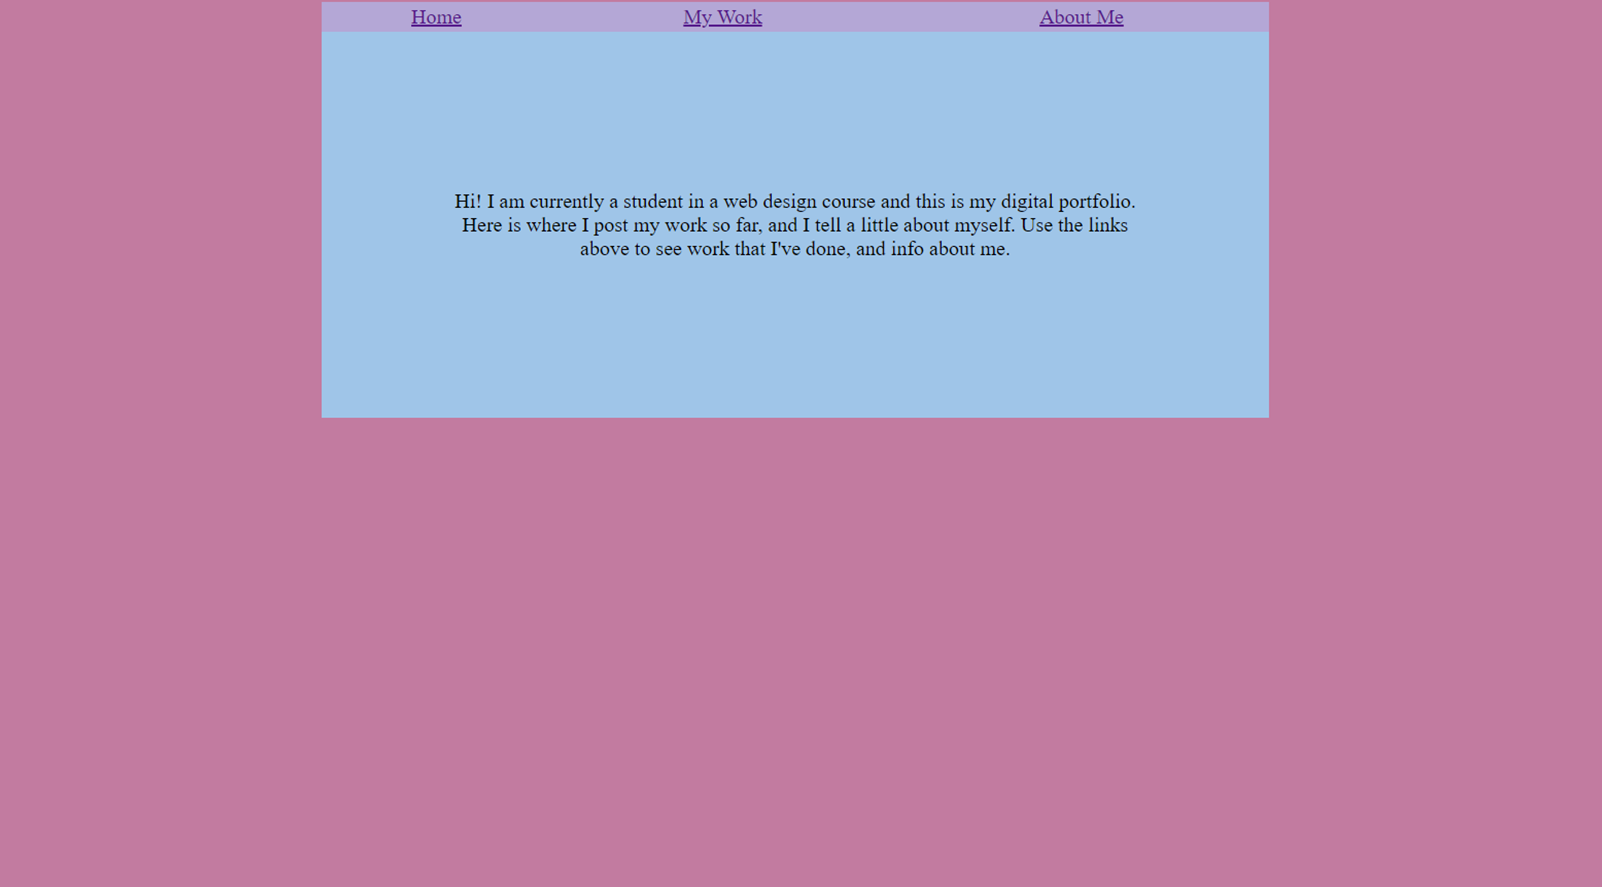 Home My Work About Me
Hi! I am currently a student in a web design course and this is my digital portfolio.
Here is where I post my work so far, and I tell a little about myself. Use the links
above to see work that I've done, and info about me.